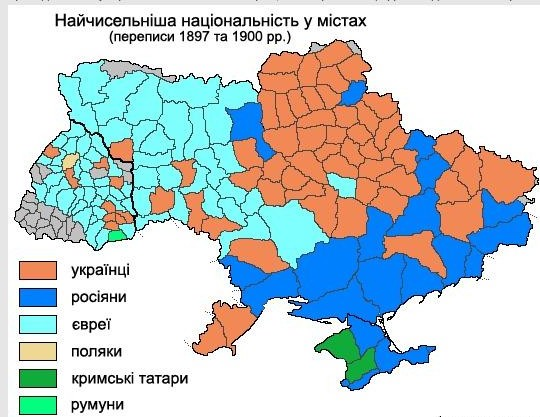 Найчисельніша національність у містах
(переписи 1897 та 1900 рр.)
українці
росіяни
євреї
поляки
кримські татари
румуни